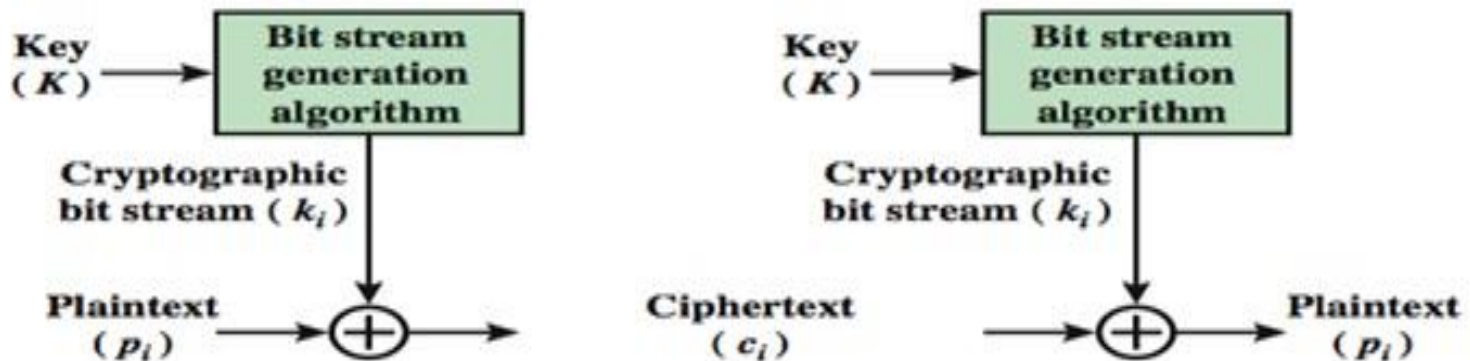 Key
(K)
Bit stream
generation
algorithm
Cryptographic
bit stream ( kᵢ )
Plaintext
( pᵢ )
Ciphertext
( cᵢ )
Key
(K)
Bit stream
generation
algorithm
Cryptographic
bit stream ( kᵢ )
Plaintext
( pᵢ )